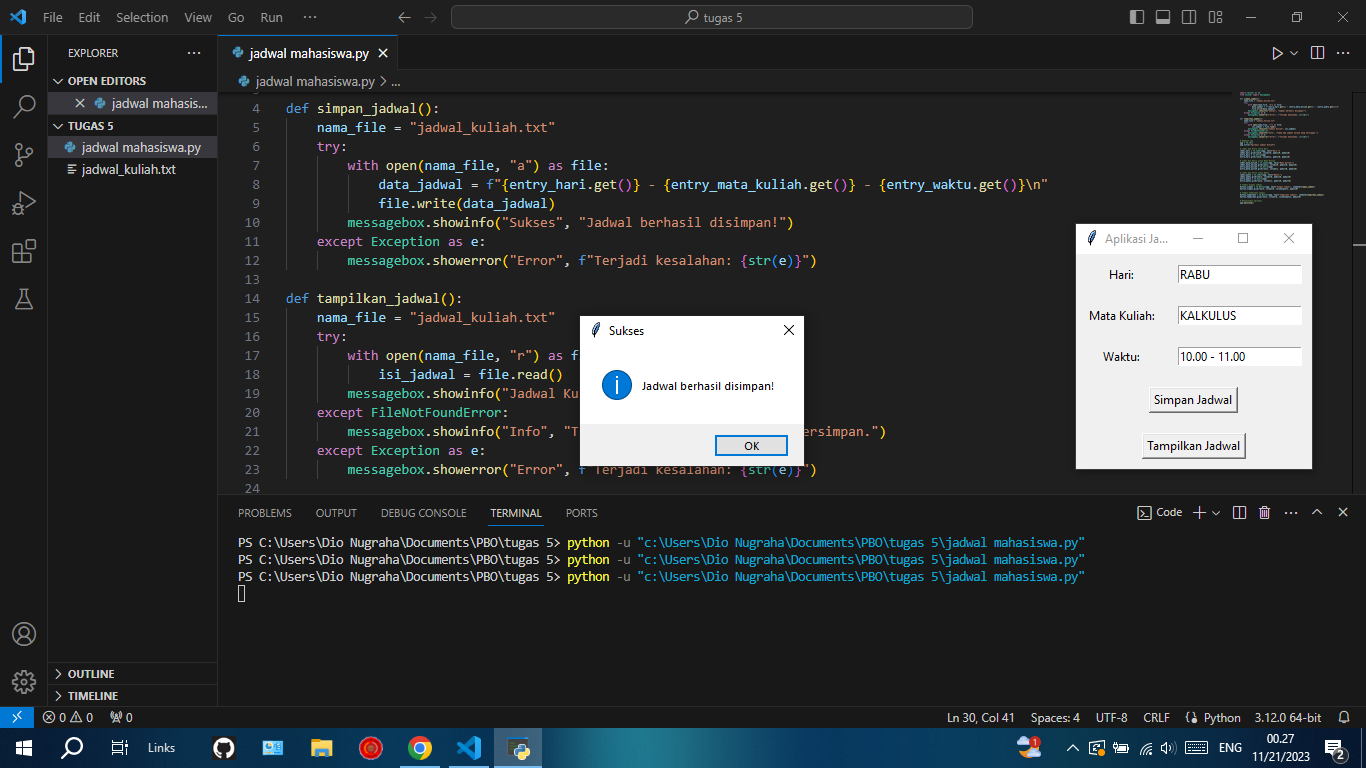 File Edit Selection View Go Run ··· tugas 5
EXPLORER ···
OPEN EDITORS
jadwal mahasis...
TUGAS 5
jadwal mahasiswa.py
jadwal_kuliah.txt
OUTLINE
TIMELINE
jadwal mahasiswa.py
jadwal mahasiswa.py > ...
4 def simpan_jadwal():
5 nama_file = "jadwal_kuliah.txt"
6 try:
7 with open(nama_file, "a") as file:
8 data_jadwal = f"{entry_hari.get()} - {entry_mata_kuliah.get()} - {entry_waktu.get()}\n"
9 file.write(data_jadwal)
10 messagebox.showinfo("Sukses", "Jadwal berhasil disimpan!")
11 except Exception as e:
12 messagebox.showerror("Error", f"Terjadi kesalahan: {str(e)}")
13
14 def tampilkan_jadwal():
15 nama_file = "jadwal_kuliah.txt"
16 try:
17 with open(nama_file, "r") as f
18 isi_jadwal = file.read()
19 messagebox.showinfo("Jadwal Ku
20 except FileNotFoundError:
21 messagebox.showinfo("Info", "T ersimpan.")
22 except Exception as e:
23 messagebox.showerror("Error", f"Terjadi kesalahan: {str(e)}")
24
Sukses
Jadwal berhasil disimpan!
OK
Aplikasi Ja...
Hari: RABU
Mata Kuliah: KALKULUS
Waktu: 10.00 - 11.00
Simpan Jadwal
Tampilkan Jadwal
PROBLEMS OUTPUT DEBUG CONSOLE TERMINAL PORTS Code
PS C:\Users\Dio Nugraha\Documents\PBO\tugas 5> python -u "c:\Users\Dio Nugraha\Documents\PBO\tugas 5\jadwal mahasiswa.py"
PS C:\Users\Dio Nugraha\Documents\PBO\tugas 5> python -u "c:\Users\Dio Nugraha\Documents\PBO\tugas 5\jadwal mahasiswa.py"
PS C:\Users\Dio Nugraha\Documents\PBO\tugas 5> python -u "c:\Users\Dio Nugraha\Documents\PBO\tugas 5\jadwal mahasiswa.py"
0 0 0 Ln 30, Col 41 Spaces: 4 UTF-8 CRLF Python 3.12.0 64-bit
Links 1 ENG 00.27
11/21/2023 2